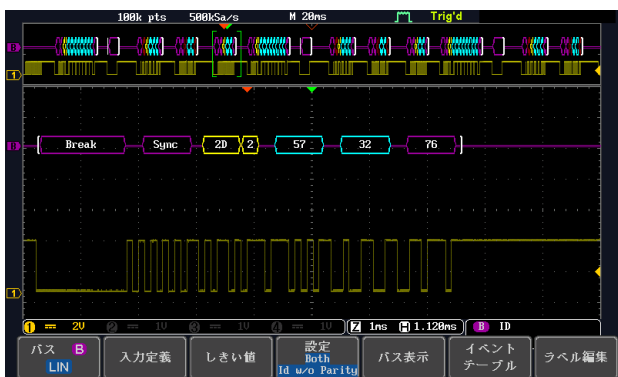 100k pts 500kSa/s M 20ms Trig'd
B
1
B Break Sync 2D 2 57 32 76
1
1 2V 2 1V 3 1V 4 1V Z 1ms H 1.120ms B ID
バス B
LIN
入力定義
しきい値
設定
Both
Id w/o Parity
バス表示
イベント
テーブル
ラベル編集